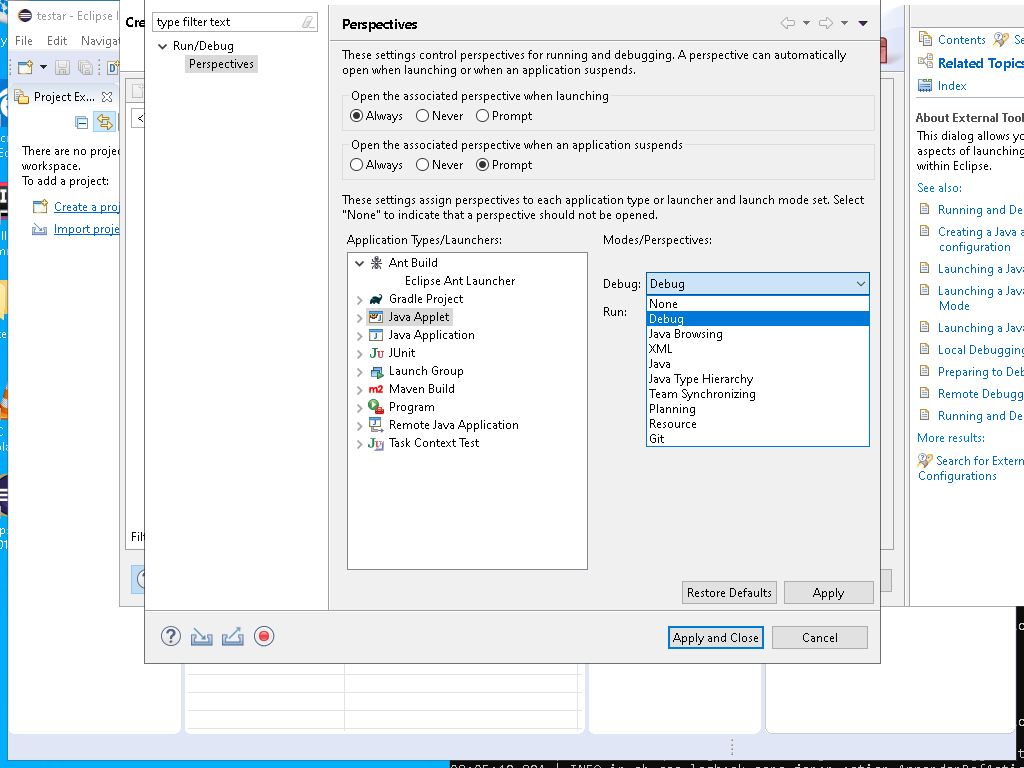 testar - Eclipse
File Edit Navigat
Project Ex...
There are no proje
workspace.
To add a project:
Create a proj
Import proje
Cre
type filter text
Run/Debug
Perspectives
Perspectives
These settings control perspectives for running and debugging. A perspective can automatically
open when launching or when an application suspends.
Open the associated perspective when launching
Always Never Prompt
Open the associated perspective when an application suspends
Always Never Prompt
These settings assign perspectives to each application type or launcher and launch mode set. Select
"None" to indicate that a perspective should not be opened.
Application Types/Launchers:
Ant Build
Eclipse Ant Launcher
Gradle Project
Java Applet
Java Application
JUnit
Launch Group
m2 Maven Build
Program
Remote Java Application
Task Context Test
Modes/Perspectives:
Debug: Debug
Run:
None
Debug
Java Browsing
XML
Java
Java Type Hierarchy
Team Synchronizing
Planning
Resource
Git
Restore Defaults Apply
Apply and Close Cancel
Contents Se
Related Topics
Index
About External Tool
This dialog allows yo
aspects of launching
within Eclipse.
See also:
Running and De
Creating a Java a
configuration
Launching a Java
Launching a Java
Mode
Launching a Java
Local Debugging
Preparing to Deb
Remote Debugg
Running and De
More results:
Search for Extern
Configurations